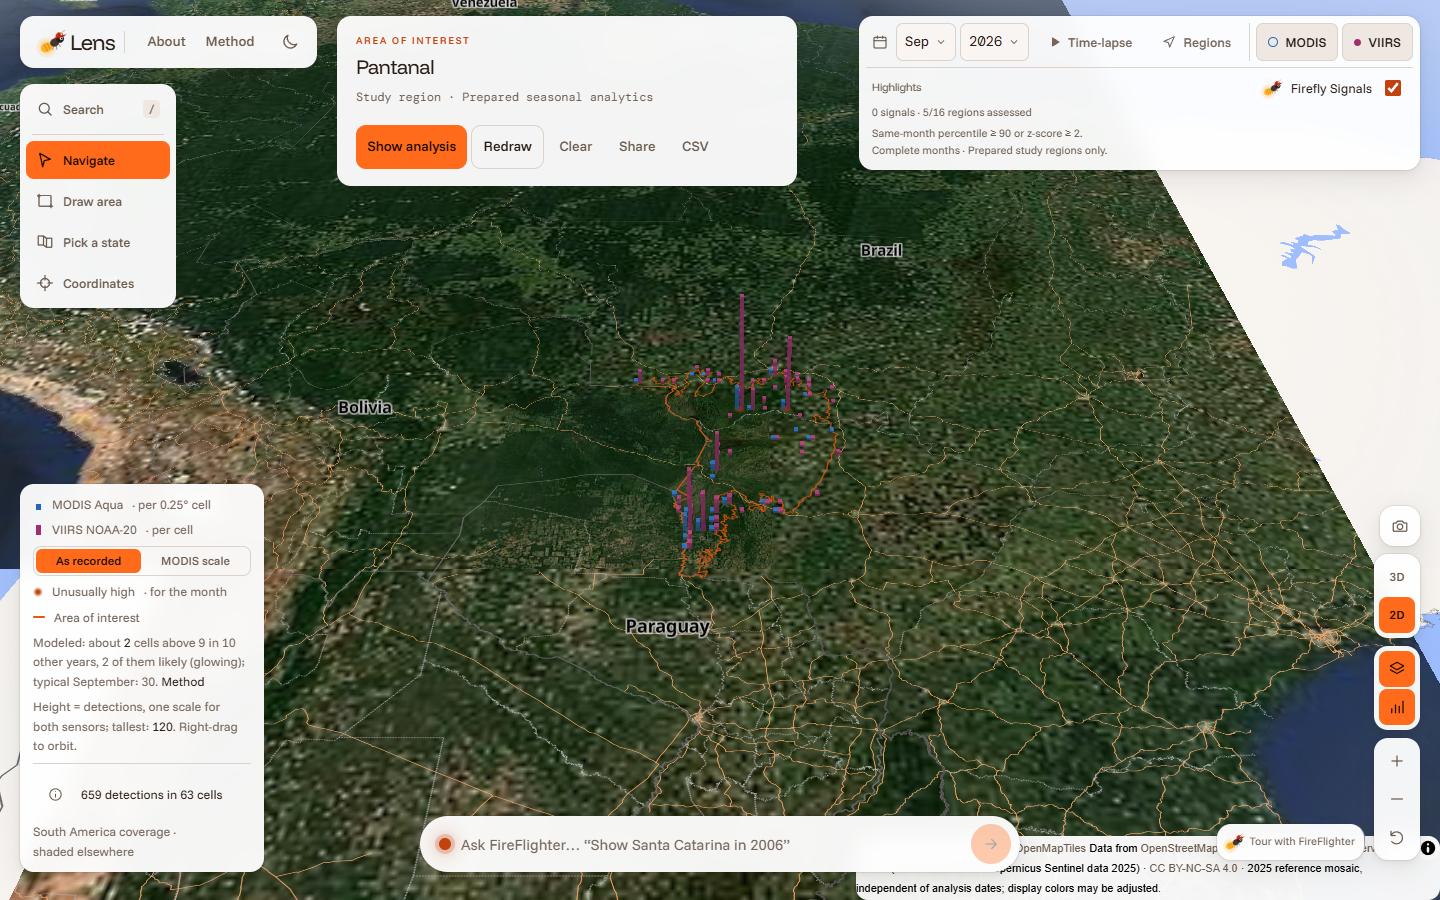 Venezuela
Lens
About
Method
Search
/
Navigate
Draw area
Pick a state
Coordinates
AREA OF INTEREST
Pantanal
Study region · Prepared seasonal analytics
Show analysis
Redraw
Clear
Share
CSV
Sep
2026
Time-lapse
Regions
MODIS
VIIRS
Highlights
Firefly Signals
0 signals · 5/16 regions assessed
Same-month percentile ≥ 90 or z-score ≥ 2.
Complete months · Prepared study regions only.
Brazil
Bolivia
Paraguay
MODIS Aqua · per 0.25° cell
VIIRS NOAA-20 · per cell
As recorded
MODIS scale
Unusually high · for the month
Area of interest
Modeled: about 2 cells above 9 in 10
other years, 2 of them likely (glowing);
typical September: 30. Method
Height = detections, one scale for
both sensors; tallest: 120. Right-drag
to orbit.
659 detections in 63 cells
South America coverage ·
shaded elsewhere
3D
2D
Ask FireFlighter... “Show Santa Catarina in 2006”
Tour with FireFlighter
OpenMapTiles Data from OpenStreetMap
pernicus Sentinel data 2025) · CC BY-NC-SA 4.0 · 2025 reference mosaic,
independent of analysis dates; display colors may be adjusted.